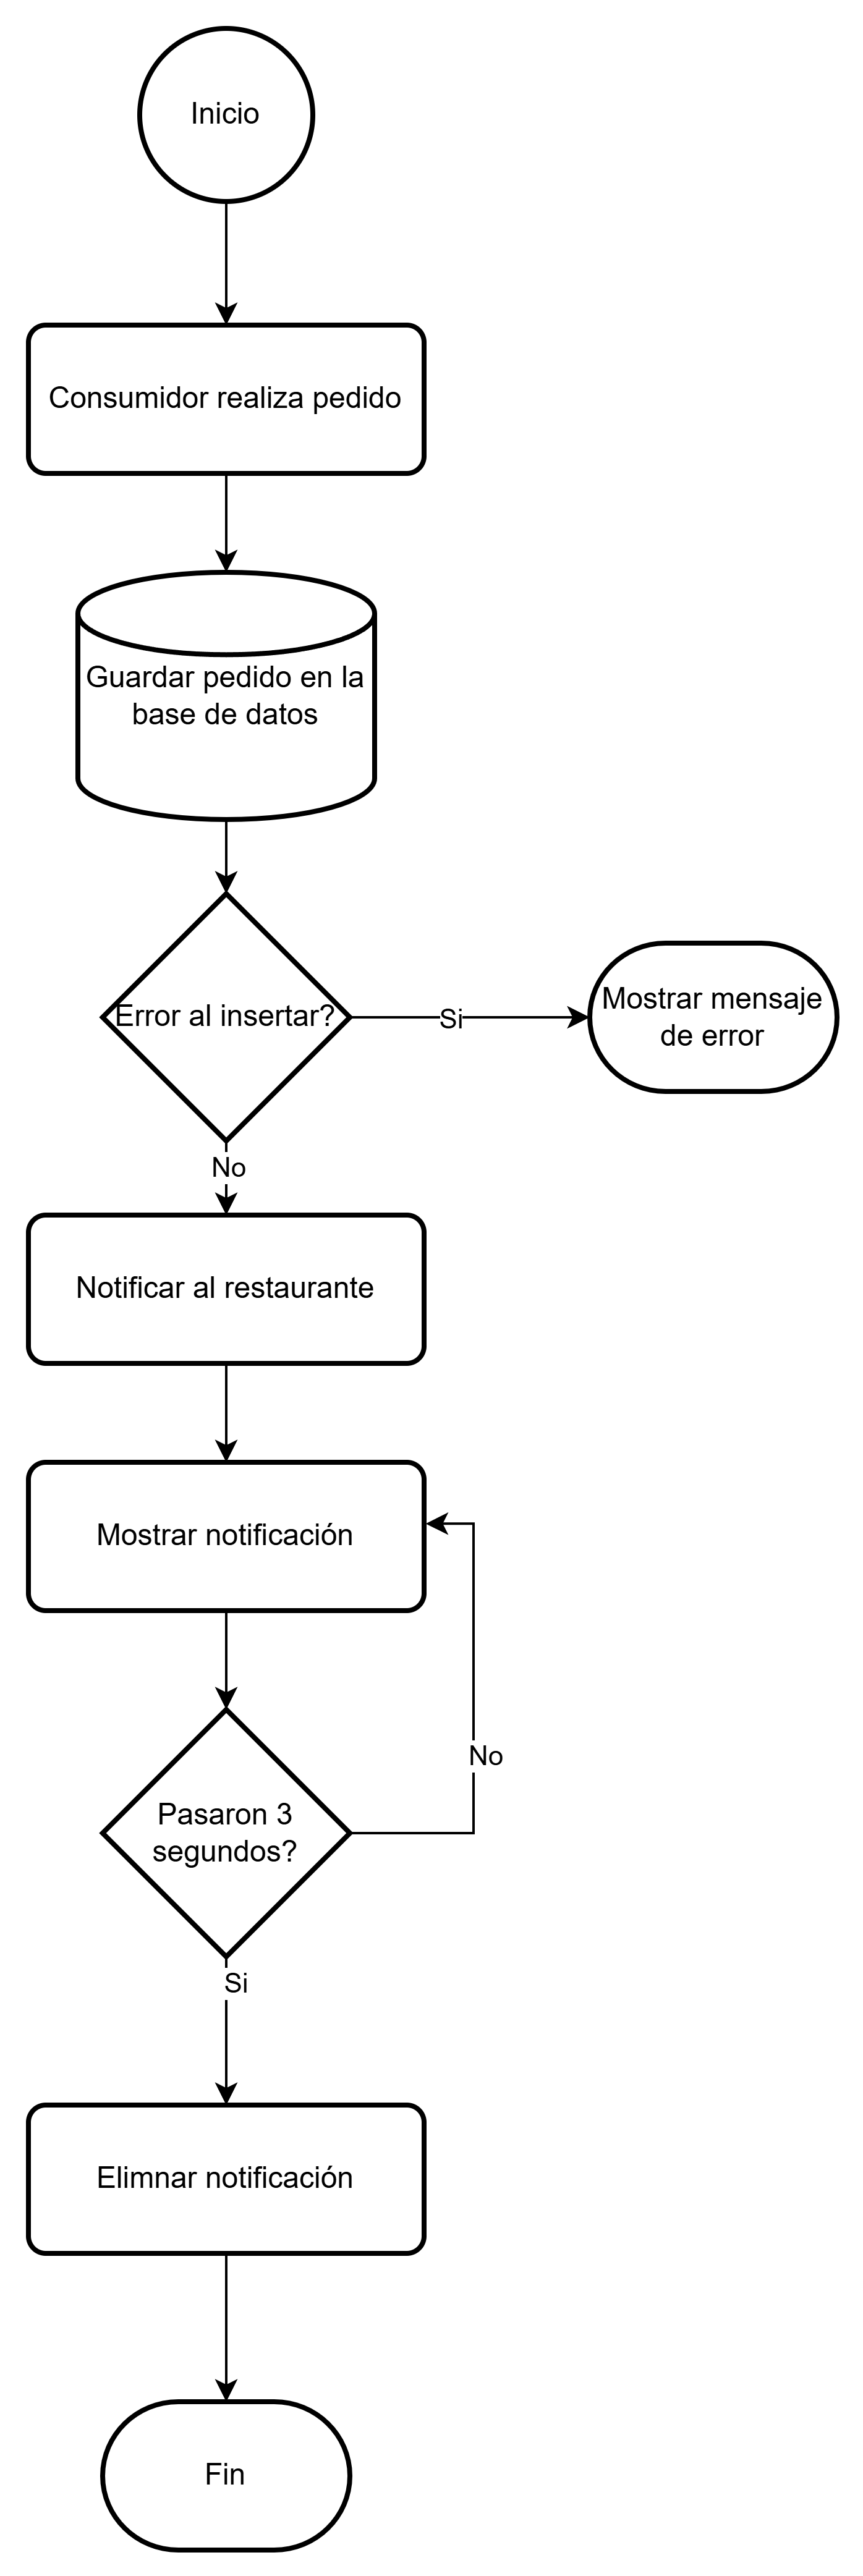 Inicio
Consumidor realiza pedido
Guardar pedido en la
base de datos
Error al insertar?
Si
Mostrar mensaje
de error
No
Notificar al restaurante
Mostrar notificación
No
Pasaron 3
segundos?
Si
Elimnar notificación
Fin